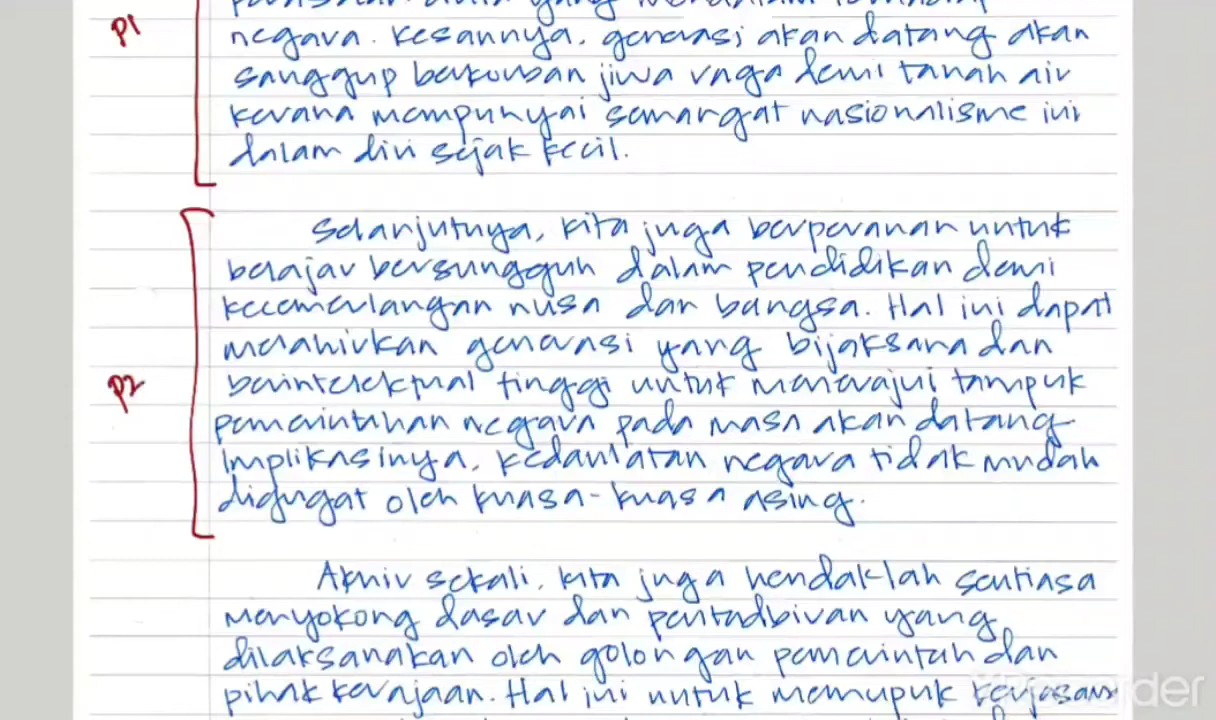 P1
negara. Kesannya, generasi akan datang akan
sanggup berkorban jiwa raga demi tanah air
kerana mempunyai semangat nasionalisme ini
dalam diri sejak kecil.
Selanjutnya, kita juga berperanan untuk
belajar bersungguh dalam pendidikan demi
kecemerlangan nusa dan bangsa. Hal ini dapat
melahirkan generasi yang bijaksana dan
P2
berintelektual tinggi untuk menerajui tampuk
pemerintahan negara pada masa akan datang
Implikasinya, kedaulatan negara tidak mudah
digugat oleh kuasa-kuasa asing.
Akhir sekali, kita juga hendaklah sentiasa
menyokong dasar dan pentadbiran yang
dilaksanakan oleh golongan pemerintah dan
pihak kerajaan. Hal ini untuk memupuk